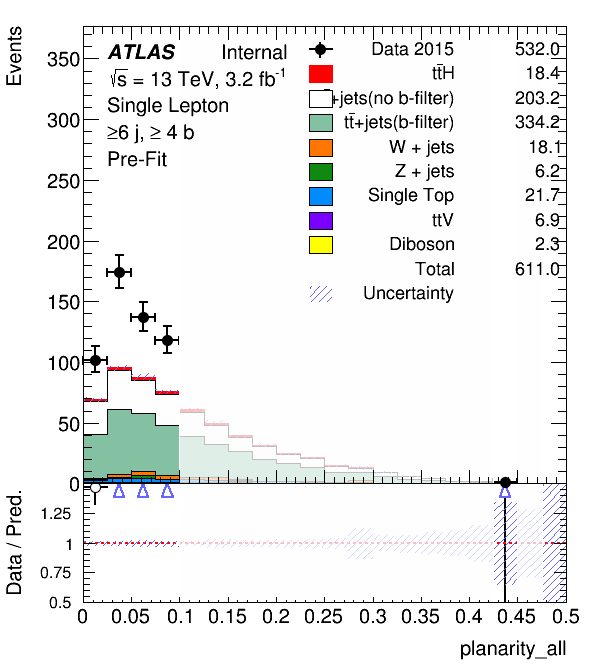 Events
ATLAS Internal
√s = 13 TeV, 3.2 fb-1
Single Lepton
≥6 j, ≥ 4 b
Pre-Fit
Data 2015 532.0
tt̄H 18.4
+jets(no b-filter) 203.2
tt̄+jets(b-filter) 334.2
W + jets 18.1
Z + jets 6.2
Single Top 21.7
ttV 6.9
Diboson 2.3
Total 611.0
Uncertainty
350
300
250
200
150
100
50
0
Data / Pred.
1.25
1
0.75
0.5
0 0.05 0.1 0.15 0.2 0.25 0.3 0.35 0.4 0.45 0.5
planarity_all